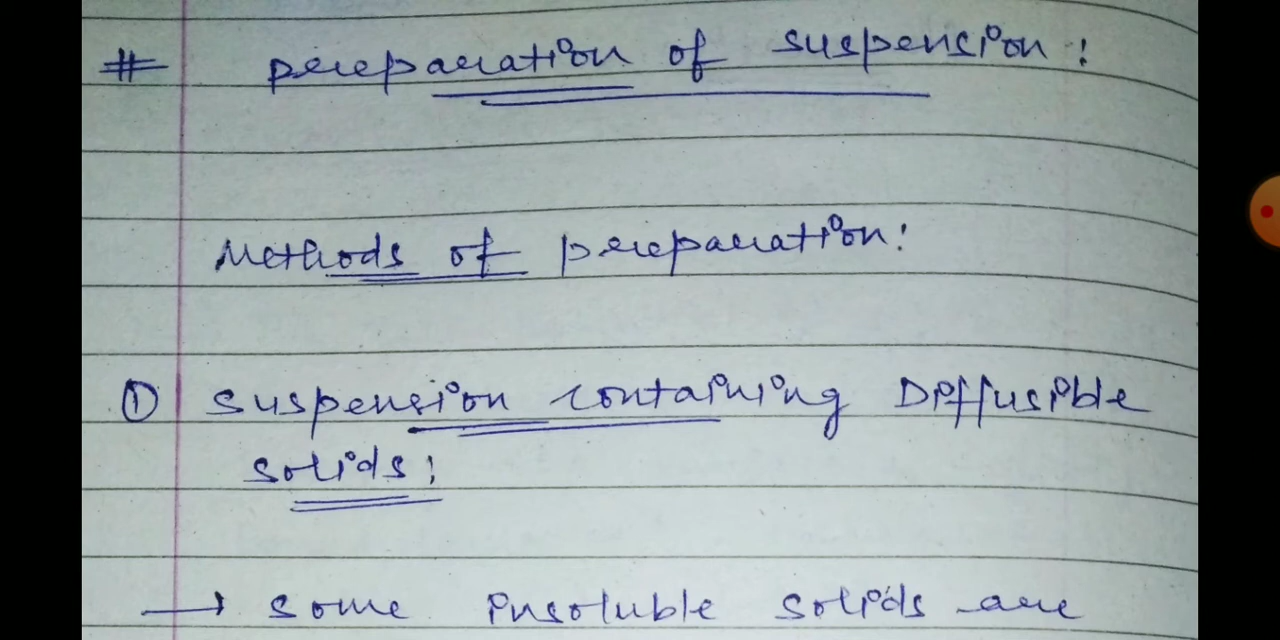 # preparation of suspension :
Methods of preparation :
① suspension containing Diffusible
solids :
→ some insoluble solids are